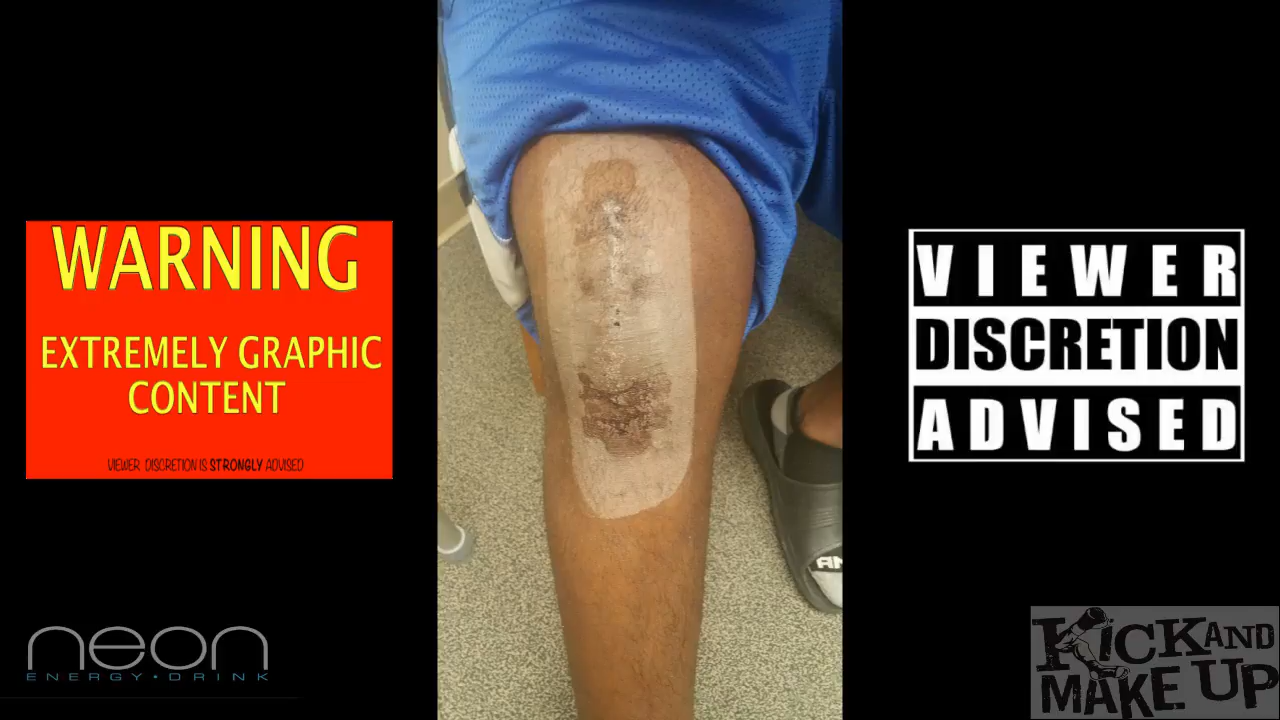 WARNING
EXTREMELY GRAPHIC
CONTENT
VIEWER DISCRETION IS STRONGLY ADVISED
VIEWER
DISCRETION
ADVISED
neon
ENERGY•DRINK
KICK AND
MAKE UP